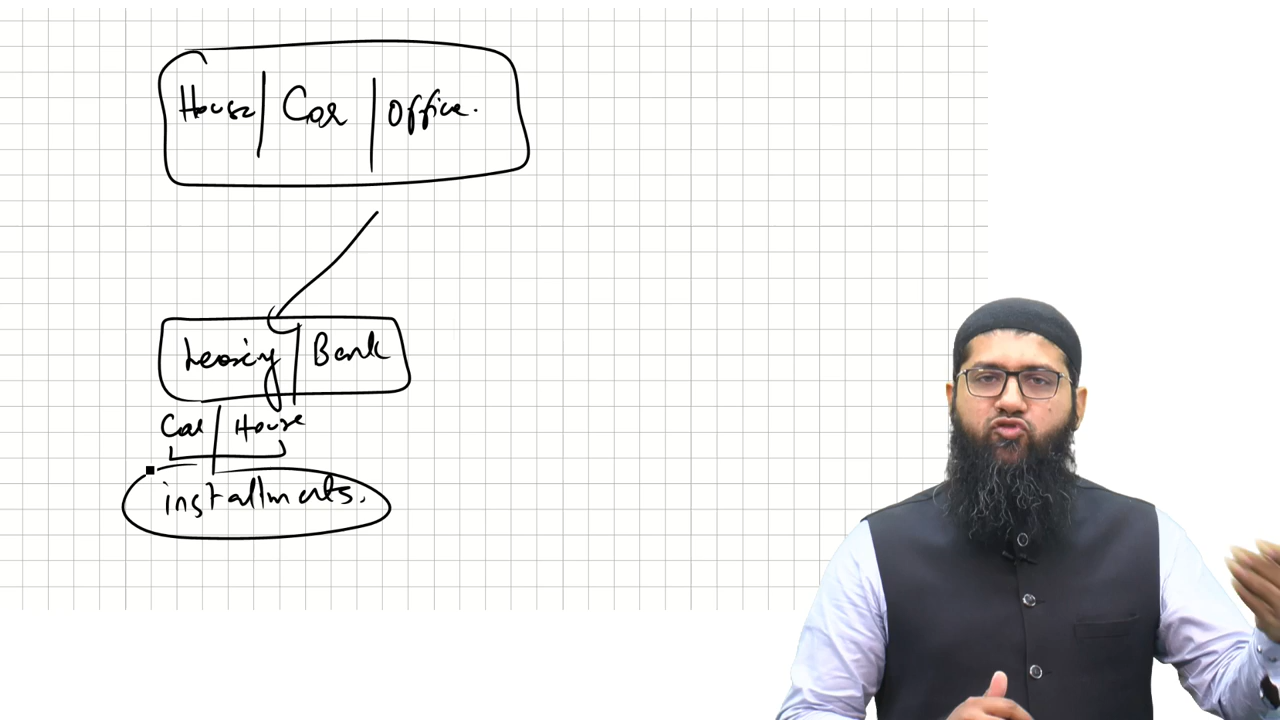 House | Car | Office.
Leasing | Bank
Car | House
installments.